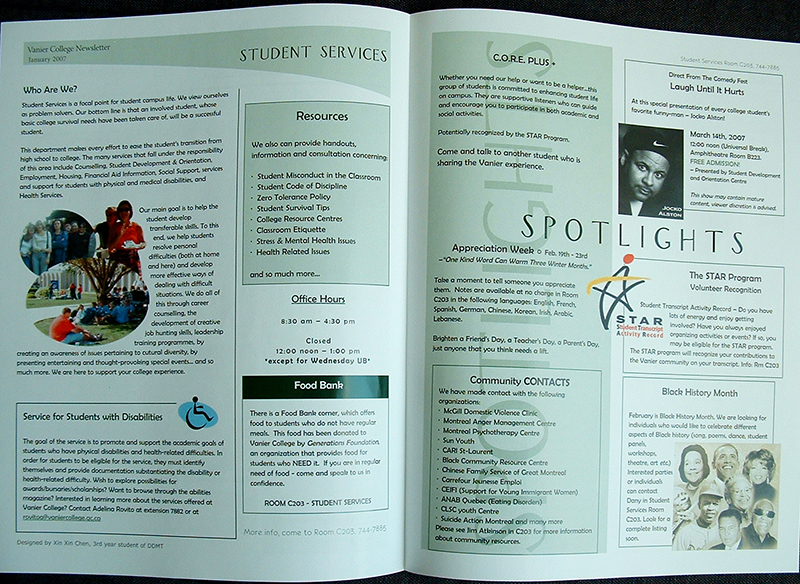 Vanier College Newsletter
January 2007
STUDENT SERVICES
Who Are We?
Student Services is a focal point for student campus life. We view ourselves
as problem solvers. Our bottom line is that an involved student, whose
basic college survival needs have been taken care of, will be a successful
student.
This department makes every effort to ease the student's transition from
high school to college. The many services that fall under the responsibility
of this area include Counselling, Student Development & Orientation,
Employment, Housing, Financial Aid Information, Social Support, services
and support for students with physical and medical disabilities, and
Health Services.
Our main goal is to help the
student develop
transferable skills. To this
end, we help students
resolve personal
difficulties (both at home
and here) and develop
more effective ways of
dealing with difficult
situations. We do all of
this through career
counselling, the
development of creative
job hunting skills, leadership
training programmes, by
creating an awareness of issues pertaining to cultural diversity, by
presenting entertaining and thought-provoking special events... and so
much more. We are here to support your college experience.
Service for Students with Disabilities
The goal of the service is to promote and support the academic goals of
students who have physical disabilities and health-related difficulties. In
order for students to be eligible for the service, they must identify
themselves and provide documentation substantiating the disability or
health-related difficulty. Wish to explore possibilities for
awards/bursaries/scholarships? Want to browse through the abilities
magazine? Interested in learning more about the services offered at
Vanier College? Contact Adelina Rovito at extension 7882 or at
rovitoa@vaniercollege.qc.ca
Designed by Xin Xin Chen, 3rd year student of DDMT
Resources
We also can provide handouts,
information and consultation concerning:
· Student Misconduct in the Classroom
· Student Code of Discipline
· Zero Tolerance Policy
· Student Survival Tips
· College Resource Centres
· Classroom Etiquette
· Stress & Mental Health Issues
· Health Related Issues
and so much more...
Office Hours
8:30 am – 4:30 pm
Closed
12:00 noon – 1:00 pm
*except for Wednesday UB*
Food Bank
There is a Food Bank corner, which offers
food to students who do not have regular
meals. This food has been donated to
Vanier College by Generations Foundation,
an organization that provides food for
students who NEED it. If you are in regular
need of food - come and speak to us in
confidence.
ROOM C203 - STUDENT SERVICES
More info, come to Room C203, 744-7885
C.O.R.E. PLUS +
Whether you need our help or want to be a helper...this
group of students is committed to enhancing student life
on campus. They are supportive listeners who can guide
and encourage you to participate in both academic and
social activities.
Potentially recognized by the STAR Program.
Come and talk to another student who is
sharing the Vanier experience.
SPOTLIGHTS
SPOTLIGHTS
Appreciation Week Feb. 19th - 23rd
–"One Kind Word Can Warm Three Winter Months."
Take a moment to tell someone you appreciate
them. Notes are available at no charge in Room
C203 in the following languages: English, French,
Spanish, German, Chinese, Korean, Irish, Arabic,
Lebanese.
Brighten a Friend's Day, a Teacher's Day, a Parent's Day,
just anyone that you think needs a lift.
Community CONTACTS
We have made contact with the following
organizations:
· McGill Domestic Violence Clinic
· Montreal Anger Management Centre
· Montreal Psychotherapy Centre
· Sun Youth
· CARI St-Laurent
· Black Community Resource Centre
· Chinese Family Service of Great Montreal
· Carrefour Jeunesse Emploi
· CEIFI (Support for Young Immigrant Women)
· ANAB Quebec (Eating Disorders)
· CLSC youth Centre
· Suicide Action Montreal and many more
Please see Jim Atkinson in C203 for more information
about community resources.
Student Services Room C203, 744-7885
Direct From The Comedy Fest
Laugh Until It Hurts
At this special presentation of every college student's
favorite funny-man – Jocko Alston!
JOCKO
ALSTON
March 14th, 2007
12:00 noon (Universal Break),
Amphitheatre Room B223.
FREE ADMISSION!
– Presented by Student Development
and Orientation Centre
This show may contain mature
content, viewer discretion is advised.
The STAR Program
Volunteer Recognition
STAR
Student Transcript
Activity Record
Student Transcript Activity Record – Do you have
lots of energy and enjoy getting
involved? Have you always enjoyed
organizing activities or events? If so, you
may be eligible for the STAR program.
The STAR program will recognize your contributions to
the Vanier community on your transcript. Info: Rm C203
Black History Month
February is Black History Month. We are looking for
individuals who would like to celebrate different
aspects of Black history (song, poems, dance, student
panels,
workshops,
theatre, art etc.)
Interested parties
or individuals
can contact
Dany in Student
Services Room
C203. Look for a
complete listing
soon.